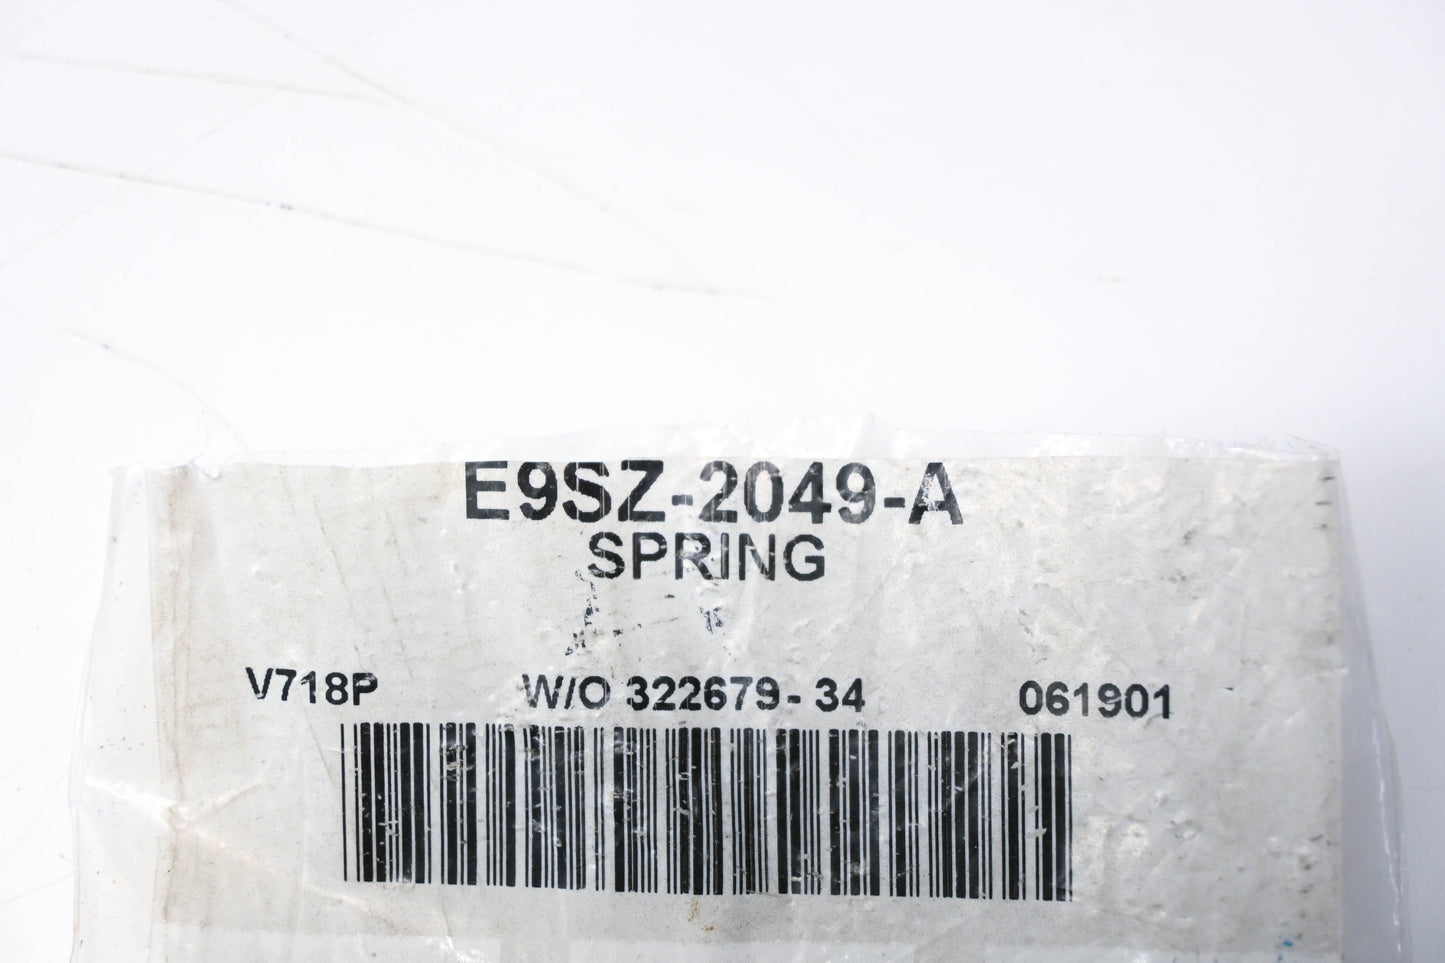 E9SZ-2049-A
SPRING
V718P W/O 322679-34 061901